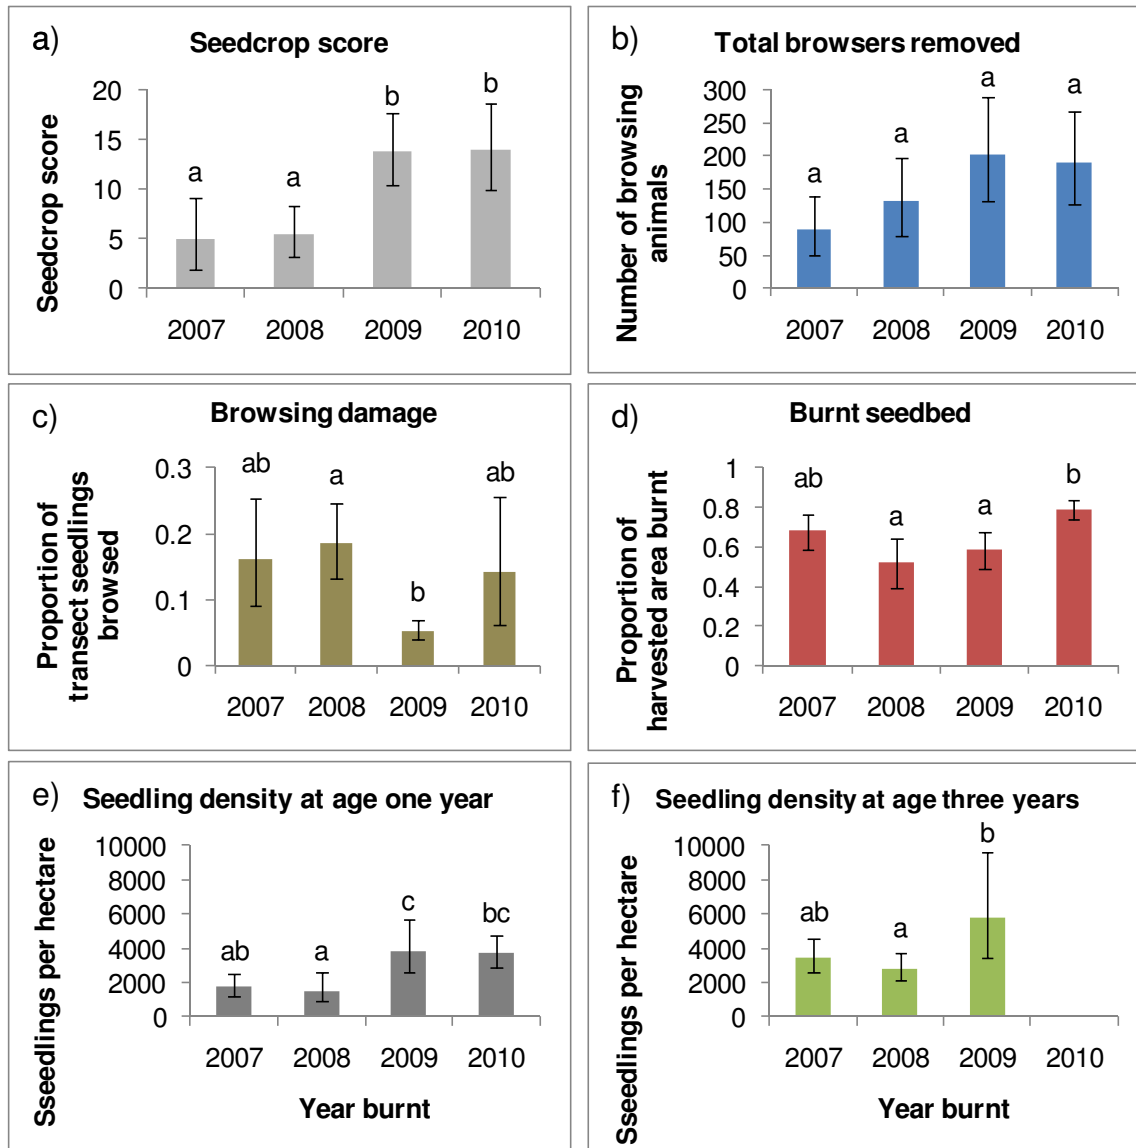 a)
Seedcrop score
Seedcrop score
20
15
10
5
0
a
a
b
b
2007 2008 2009 2010
b)
Total browsers removed
Number of browsing
animals
300
250
200
150
100
50
0
a
a
a
a
2007 2008 2009 2010
c)
Browsing damage
Proportion of
transect seedlings
browsed
0.3
0.2
0.1
0
ab
a
b
ab
2007 2008 2009 2010
d)
Burnt seedbed
Proportion of
harvested area burnt
1
0.8
0.6
0.4
0.2
0
ab
a
a
b
2007 2008 2009 2010
e)
Seedling density at age one year
Sseedlings per hectare
10000
8000
6000
4000
2000
0
ab
a
c
bc
2007 2008 2009 2010
Year burnt
f)
Seedling density at age three years
Sseedlings per hectare
10000
8000
6000
4000
2000
0
ab
a
b
2007 2008 2009 2010
Year burnt